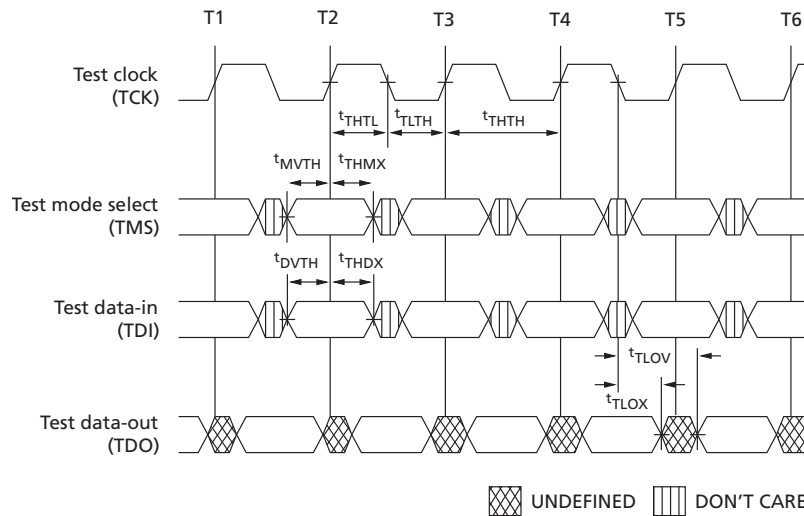 T1 T2 T3 T4 T5 T6
Test clock
(TCK)
tTHTL tTLTH tTHTH
tMVTH tTHMX
Test mode select
(TMS)
tDVTH tTHDX
Test data-in
(TDI)
tTLOV
tTLOX
Test data-out
(TDO)
UNDEFINED DON'T CARE